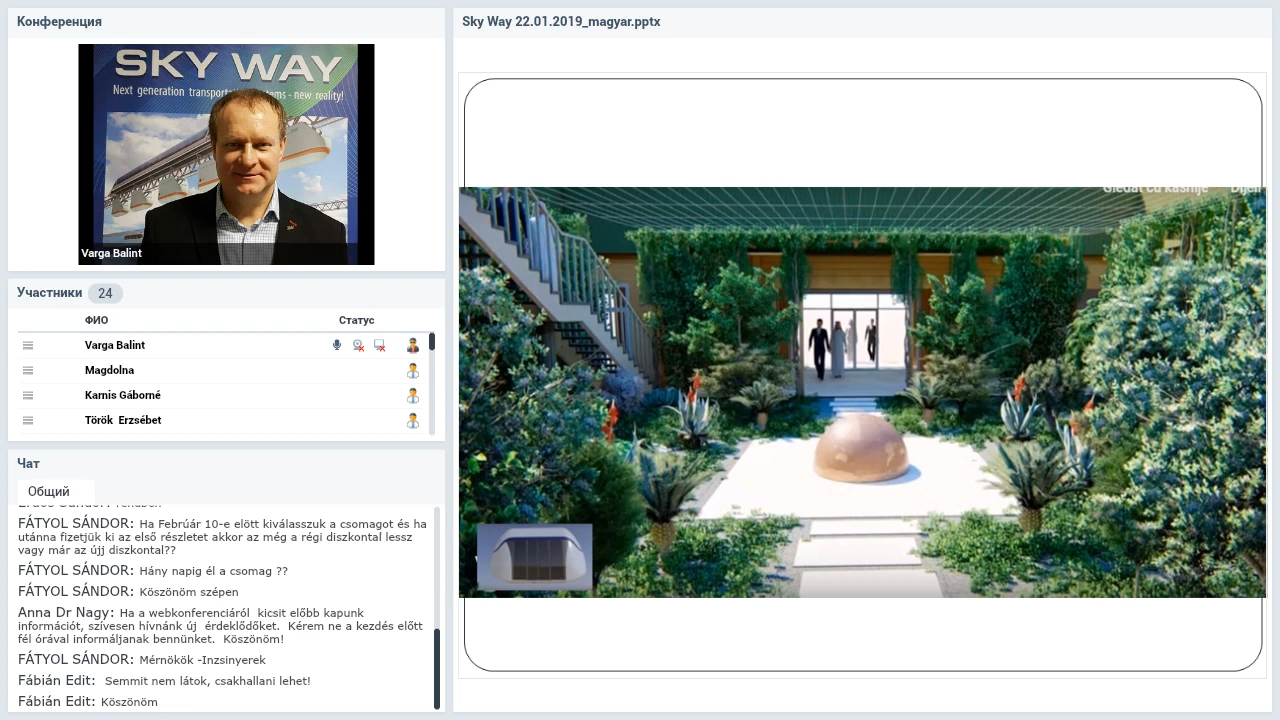 Конференция
SKY WAY
Next generation
- new reality!
Varga Balint
Участники 24
ФИО Статус
Varga Balint
Magdolna
Karnis Gáborné
Török Erzsébet
Чат
Общий
FÁTYOL SÁNDOR: Ha Február 10-e elött kiválasszuk a csomagot és ha
utánna fizetjük ki az első részletet akkor az még a régi diszkontal lessz
vagy már az újj diszkontal??
FÁTYOL SÁNDOR: Hány napig él a csomag ??
FÁTYOL SÁNDOR: Köszönöm szépen
Anna Dr Nagy: Ha a webkonferenciáról kicsit előbb kapunk
információt, szívesen hívnánk új érdeklődőket. Kérem ne a kezdés előtt
fél órával informáljanak bennünket. Köszönöm!
FÁTYOL SÁNDOR: Mérnökök -Inzsinyerek
Fábián Edit: Semmit nem látok, csakhallani lehet!
Fábián Edit: Köszönöm
Sky Way 22.01.2019_magyar.pptx